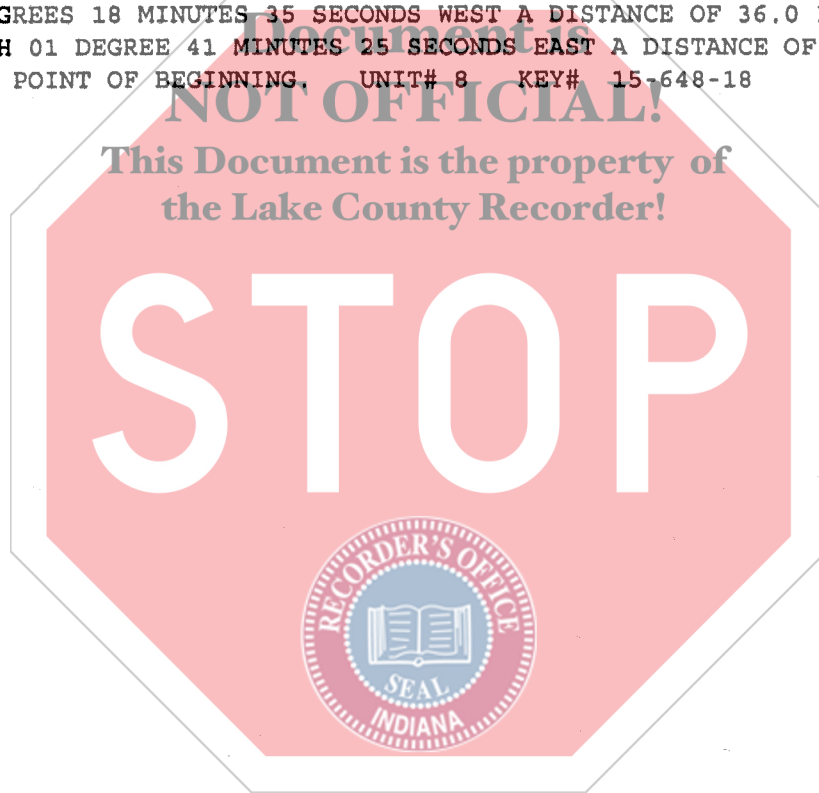 GREES 18 MINUTES 35 SECONDS WEST A DISTANCE OF 36.0
H 01 DEGREE 41 MINUTES 25 SECONDS EAST A DISTANCE OF
POINT OF BEGINNING. UNIT# 8 KEY# 15-648-18
Document is
NOT OFFICIAL!
This Document is the property of
the Lake County Recorder!
STOP
RECORDER'S OFFICE
SEAL
INDIANA